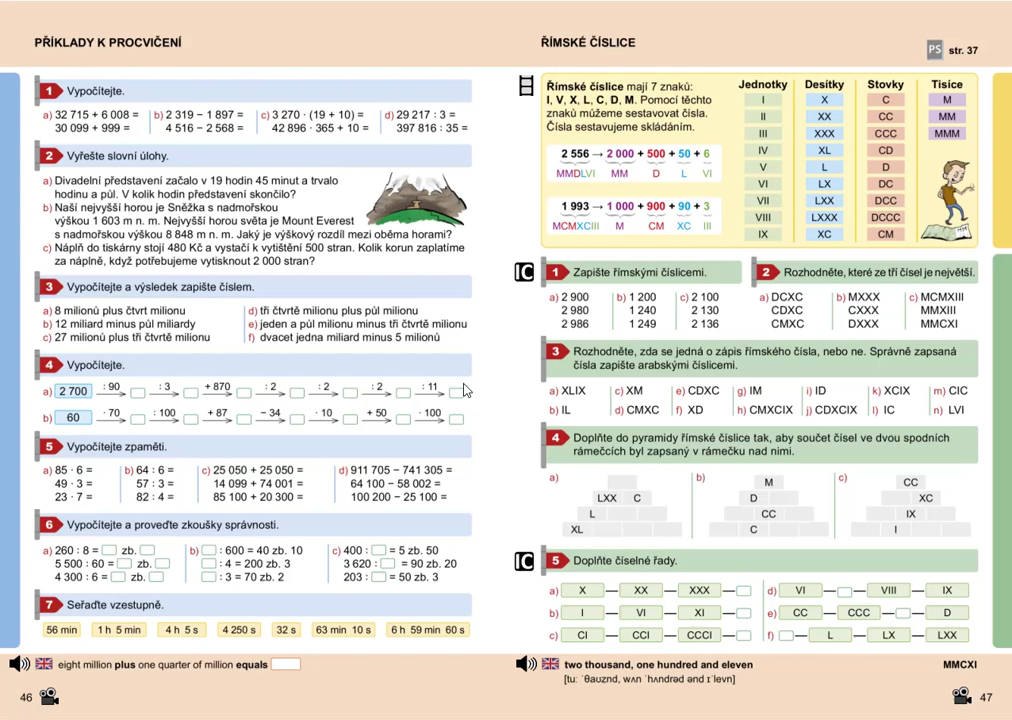 PŘÍKLADY K PROCVIČENÍ
1 Vypočítejte.
a) 32 715 + 6 008 = b) 2 319 − 1 897 = c) 3 270 · (19 + 10) = d) 29 217 : 3 =
30 099 + 999 = 4 516 − 2 568 = 42 896 · 365 + 10 = 397 816 : 35 =
2 Vyřešte slovní úlohy.
a) Divadelní představení začalo v 19 hodin 45 minut a trvalo
hodinu a půl. V kolik hodin představení skončilo?
b) Naší nejvyšší horou je Sněžka s nadmořskou
výškou 1 603 m n. m. Nejvyšší horou světa je Mount Everest
s nadmořskou výškou 8 848 m n. m. Jaký je výškový rozdíl mezi oběma horami?
c) Náplň do tiskárny stojí 480 Kč a vystačí k vytištění 500 stran. Kolik korun zaplatíme
za náplně, když potřebujeme vytisknout 2 000 stran?
3 Vypočítejte a výsledek zapište číslem.
a) 8 milionů plus čtvrt milionu d) tři čtvrtě milionu plus půl milionu
b) 12 miliard minus půl miliardy e) jeden a půl milionu minus tři čtvrtě milionu
c) 27 milionů plus tři čtvrtě milionu f) dvacet jedna miliard minus 5 milionů
4 Vypočítejte.
a) 2 700 : 90 : 3 + 870 : 2 : 2 : 2 : 11
b) 60 · 70 : 100 + 87 − 34 · 10 + 50 · 100
5 Vypočítejte zpaměti.
a) 85 · 6 = b) 64 : 6 = c) 25 050 + 25 050 = d) 911 705 − 741 305 =
49 · 3 = 57 : 3 = 14 099 + 74 001 = 64 100 − 58 002 =
23 · 7 = 82 : 4 = 85 100 + 20 300 = 100 200 − 25 100 =
6 Vypočítejte a proveďte zkoušky správnosti.
a) 260 : 8 = zb. b) : 600 = 40 zb. 10 c) 400 : = 5 zb. 50
5 500 : 60 = zb. : 4 = 200 zb. 3 3 620 : = 90 zb. 20
4 300 : 6 = zb. : 3 = 70 zb. 2 203 : = 50 zb. 3
7 Seřaďte vzestupně.
56 min 1 h 5 min 4 h 5 s 4 250 s 32 s 63 min 10 s 6 h 59 min 60 s
eight million plus one quarter of million equals
46
ŘÍMSKÉ ČÍSLICE
PS str. 37
Římské číslice mají 7 znaků:
I, V, X, L, C, D, M. Pomocí těchto
znaků můžeme sestavovat čísla.
Čísla sestavujeme skládáním.
2 556 → 2 000 + 500 + 50 + 6
MMDLVI MM D L VI
1 993 → 1 000 + 900 + 90 + 3
MCMXCIII M CM XC III
Jednotky Desítky Stovky Tisíce
I X C M
II XX CC MM
III XXX CCC MMM
IV XL CD
V L D
VI LX DC
VII LXX DCC
VIII LXXX DCCC
IX XC CM
1 Zapište římskými číslicemi.
a) 2 900 b) 1 200 c) 2 100
2 980 1 240 2 130
2 986 1 249 2 136
2 Rozhodněte, které ze tří čísel je největší.
a) DCXC b) MXXX c) MCMXIII
CDXC CXXX MMXIII
CMXC DXXX MMCXI
3 Rozhodněte, zda se jedná o zápis římského čísla, nebo ne. Správně zapsaná
čísla zapište arabskými číslicemi.
a) XLIX c) XM e) CDXC g) IM i) ID k) XCIX m) CIC
b) IL d) CMXC f) XD h) CMXCIX j) CDXCIX l) IC n) LVI
4 Doplňte do pyramidy římské číslice tak, aby součet čísel ve dvou spodních
rámečcích byl zapsaný v rámečku nad nimi.
a) b) c)
M CC
LXX C D XC
L CC IX
XL C I
5 Doplňte číselné řady.
a) X XX XXX d) VI VIII IX
b) I VI XI e) CC CCC D
c) CI CCI CCCI f) L LX LXX
two thousand, one hundred and eleven MMCXI
[tuː ˈθaʊznd, wʌn ˈhʌndrəd ənd ɪˈlevn]
47